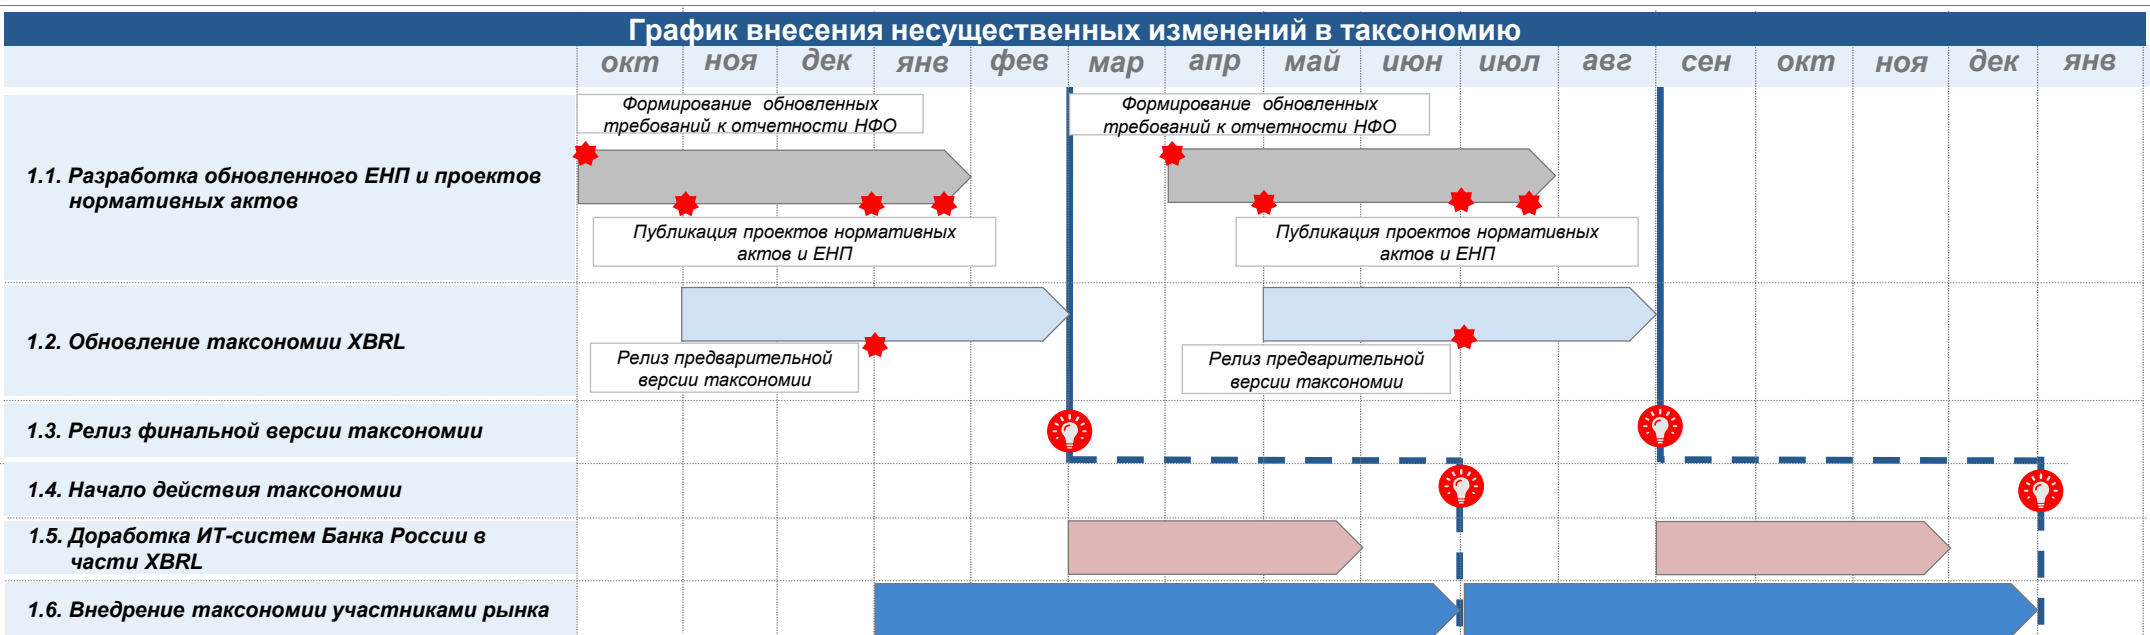 График внесения несущественных изменений в таксономию
окт ноя дек янв фев мар апр май июн июл авг сен окт ноя дек янв
Формирование обновленных
требований к отчетности НФО
Формирование обновленных
требований к отчетности НФО
1.1. Разработка обновленного ЕНП и проектов
нормативных актов
Публикация проектов нормативных
актов и ЕНП
Публикация проектов нормативных
актов и ЕНП
1.2. Обновление таксономии XBRL
Релиз предварительной
версии таксономии
Релиз предварительной
версии таксономии
1.3. Релиз финальной версии таксономии
1.4. Начало действия таксономии
1.5. Доработка ИТ-систем Банка России в
части XBRL
1.6. Внедрение таксономии участниками рынка